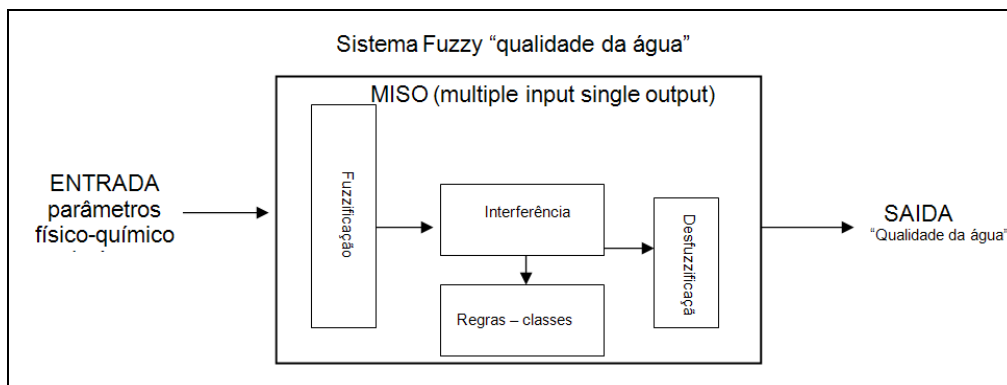 Sistema Fuzzy “qualidade da água”
MISO (multiple input single output)
ENTRADA
parâmetros
físico-químico
Fuzzificação
Interferência
Regras – classes
Desfuzzificaçã
SAIDA
“Qualidade da água”